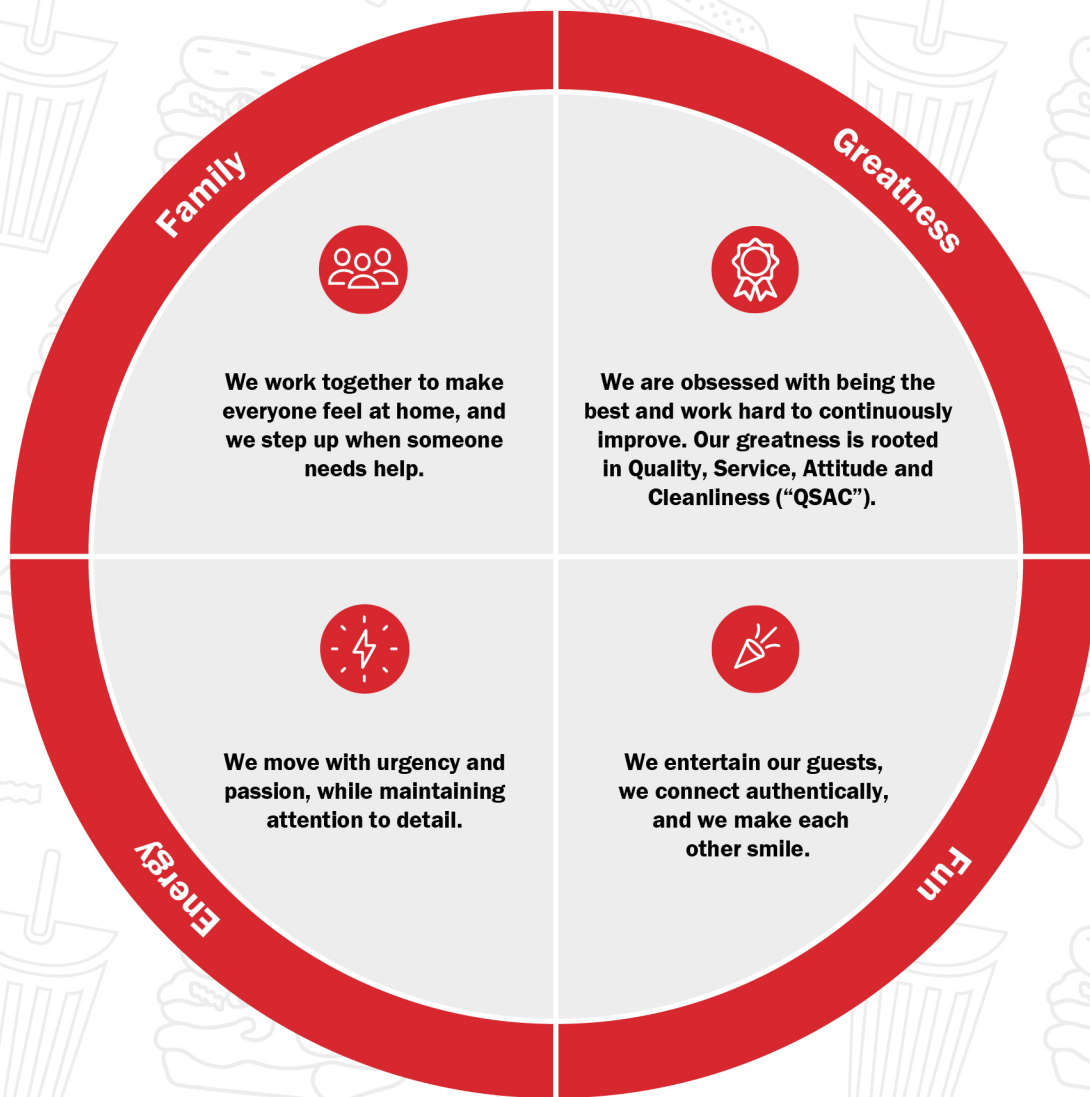 Family
We work together to make
everyone feel at home, and
we step up when someone
needs help.
Greatness
We are obsessed with being the
best and work hard to continuously
improve. Our greatness is rooted
in Quality, Service, Attitude and
Cleanliness (“QSAC”).
Energy
We move with urgency and
passion, while maintaining
attention to detail.
Fun
We entertain our guests,
we connect authentically,
and we make each
other smile.